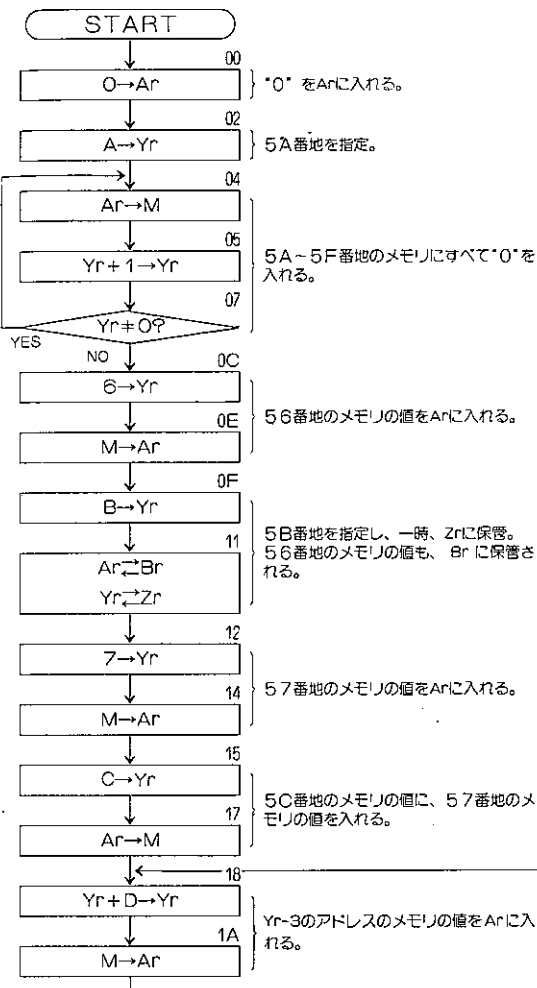 START
00
0→Ar
"0" をArに入れる。
02
A→Yr
5A番地を指定。
04
Ar→M
05
Yr+1→Yr
5A~5F番地のメモリにすべて"0"を
入れる。
07
Yr≠0?
YES
NO
0C
6→Yr
0E
56番地のメモリの値をArに入れる。
M→Ar
0F
B→Yr
11
5B番地を指定し、一時、Zrに保管。
56番地のメモリの値も、Brに保管さ
れる。
Ar⇄Br
Yr⇄Zr
12
7→Yr
14
57番地のメモリの値をArに入れる。
M→Ar
15
C→Yr
17
5C番地のメモリの値に、57番地のメ
モリの値を入れる。
Ar→M
18
Yr+D→Yr
1A
Yr-3のアドレスのメモリの値をArに入
れる。
M→Ar